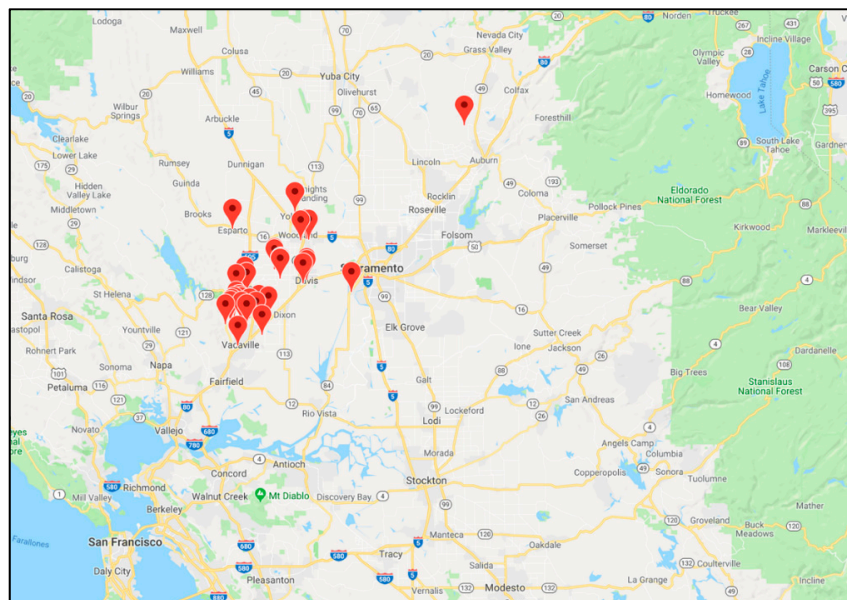 Lodoga
Maxwell
Colusa
Williams
Yuba City
Olivehurst
Nevada City
Grass Valley
Norden
Truckee
Incline Village
Olympic
Valley
Carson C
Homewood
Lake Tahoe
South Lake
Tahoe
Gardner
Wilbur
Springs
Arbuckle
Colfax
Foresthill
Clearlake
Lower Lake
Rumsey
Dunnigan
Guinda
Lincoln
Auburn
Hidden
Valley Lake
Middletown
Brooks
Esparto
Rocklin
Roseville
Coloma
Placerville
Pollock Pines
Eldorado
National Forest
Kirkwood
Markleevill
Folsom
Somerset
Calistoga
Davis
St Helena
Santa Rosa
Yountville
Dixon
Elk Grove
Sutter Creek
Ione
Jackson
Bear Valley
Rohnert Park
Sonoma
Napa
Vacaville
Petaluma
Fairfield
Galt
Big Trees
Dardanelle
Stanislaus
National Forest
San Andreas
Rio Vista
Lockeford
Lodi
Novato
Vallejo
Angels Camp
Columbia
Sonora
Tuolumne
Morada
Copperopolis
Concord
Antioch
Stockton
Richmond
Mill Valley
Berkeley
Walnut Creek
Mt Diablo
Discovery Bay
Mather
Groveland
Buck
Meadows
Farallones
San Francisco
Daly City
Manteca
Oakdale
Tracy
Salida
Coulterville
Pleasanton
Vernalis
Modesto
La Grange
Incline